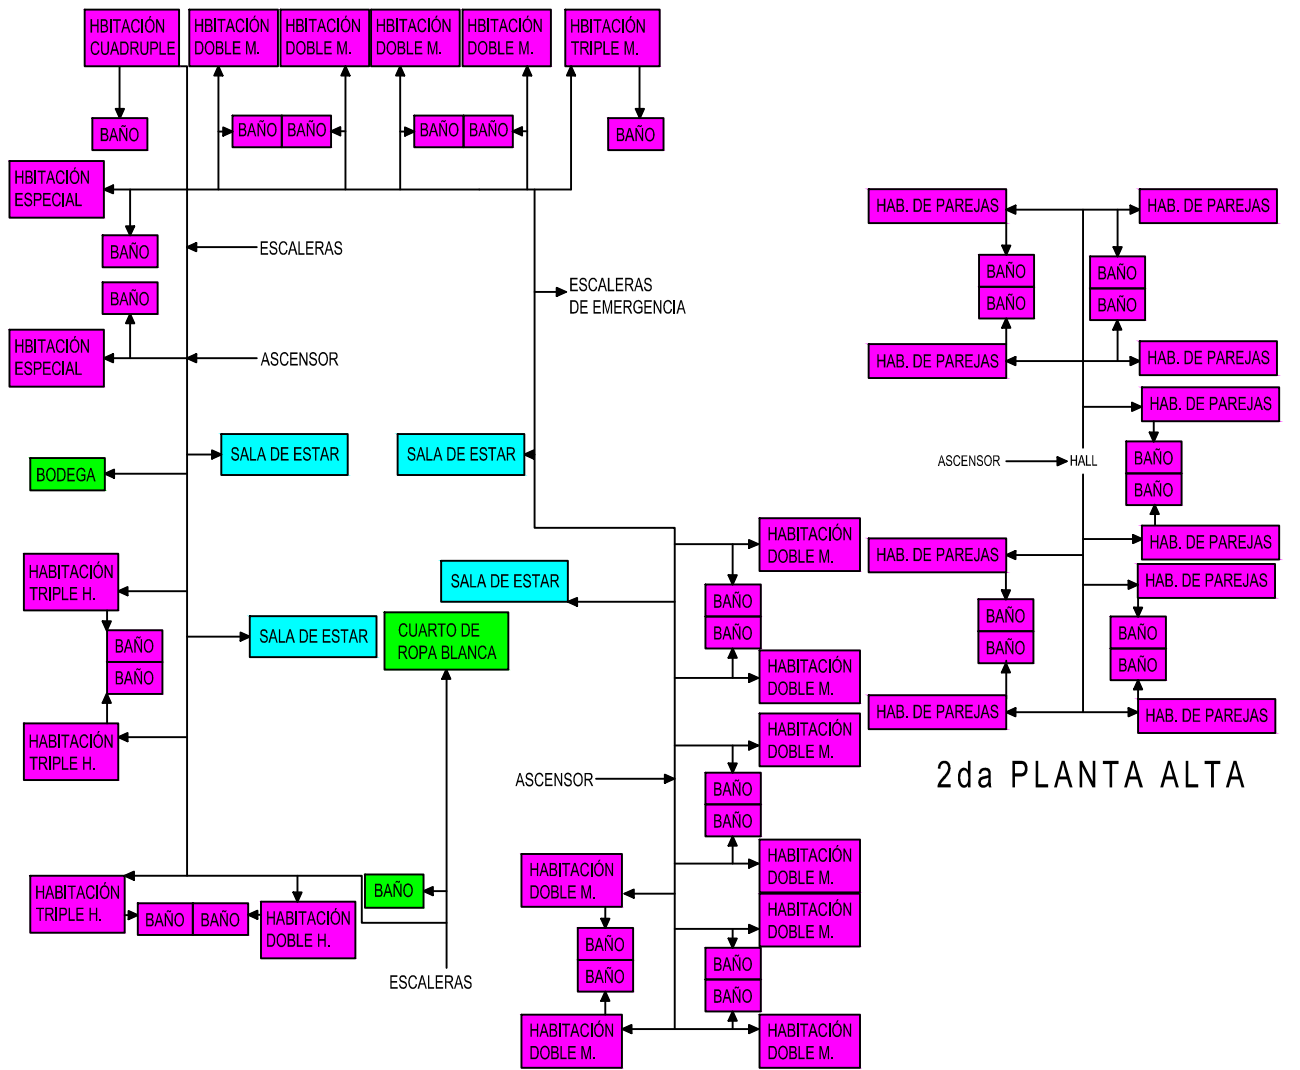 HBITACIÓN
CUADRUPLE
HBITACIÓN
DOBLE M.
HBITACIÓN
DOBLE M.
HBITACIÓN
DOBLE M.
HBITACIÓN
DOBLE M.
HBITACIÓN
TRIPLE M.
BAÑO
BAÑO
BAÑO
BAÑO
BAÑO
BAÑO
HBITACIÓN
ESPECIAL
BAÑO
ESCALERAS
BAÑO
ESCALERAS
DE EMERGENCIA
HBITACIÓN
ESPECIAL
ASCENSOR
SALA DE ESTAR
SALA DE ESTAR
BODEGA
HABITACIÓN
TRIPLE H.
SALA DE ESTAR
BAÑO
BAÑO
SALA DE ESTAR
CUARTO DE
ROPA BLANCA
HABITACIÓN
TRIPLE H.
HABITACIÓN
TRIPLE H.
BAÑO
BAÑO
HABITACIÓN
DOBLE H.
BAÑO
ESCALERAS
HABITACIÓN
DOBLE M.
BAÑO
BAÑO
HABITACIÓN
DOBLE M.
HABITACIÓN
DOBLE M.
ASCENSOR
BAÑO
BAÑO
HABITACIÓN
DOBLE M.
HABITACIÓN
DOBLE M.
HABITACIÓN
DOBLE M.
BAÑO
BAÑO
BAÑO
BAÑO
HABITACIÓN
DOBLE M.
HABITACIÓN
DOBLE M.
HAB. DE PAREJAS
HAB. DE PAREJAS
BAÑO
BAÑO
BAÑO
BAÑO
HAB. DE PAREJAS
HAB. DE PAREJAS
HAB. DE PAREJAS
ASCENSOR
HALL
BAÑO
BAÑO
HAB. DE PAREJAS
HAB. DE PAREJAS
HAB. DE PAREJAS
BAÑO
BAÑO
BAÑO
BAÑO
HAB. DE PAREJAS
HAB. DE PAREJAS
2da PLANTA ALTA